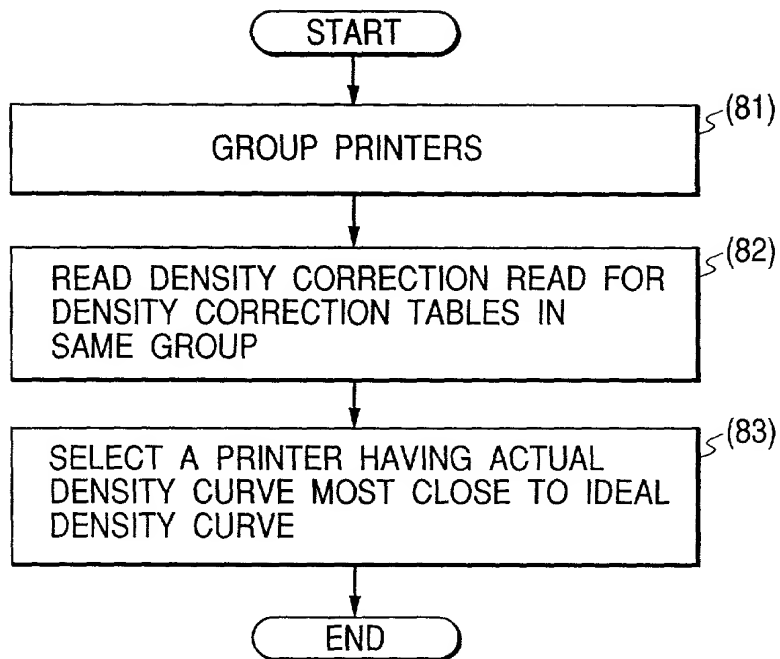 START
(81)
GROUP PRINTERS
(82)
READ DENSITY CORRECTION READ FOR
DENSITY CORRECTION TABLES IN
SAME GROUP
(83)
SELECT A PRINTER HAVING ACTUAL
DENSITY CURVE MOST CLOSE TO IDEAL
DENSITY CURVE
END